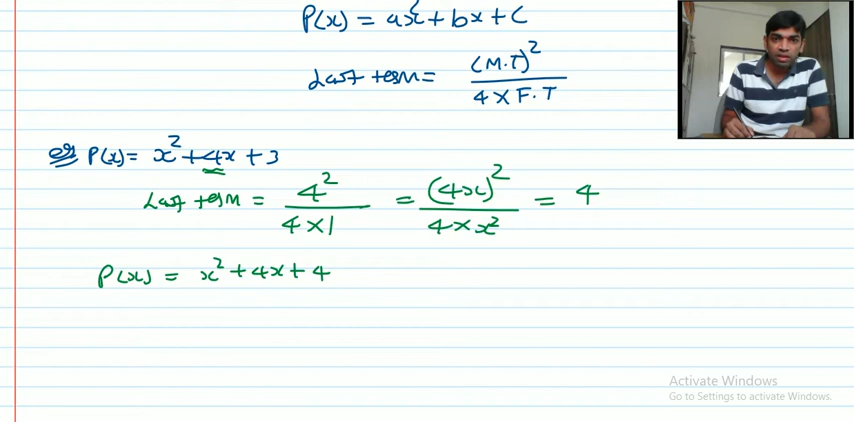 P(x) = ax² + bx + c
Last term = (M.T)² / 4 × F.T
eg P(x) = x² + 4x + 3
Last term = 4² / 4 × 1 = (4x)² / 4 × x² = 4
P(x) = x² + 4x + 4
Activate Windows
Go to Settings to activate Windows.